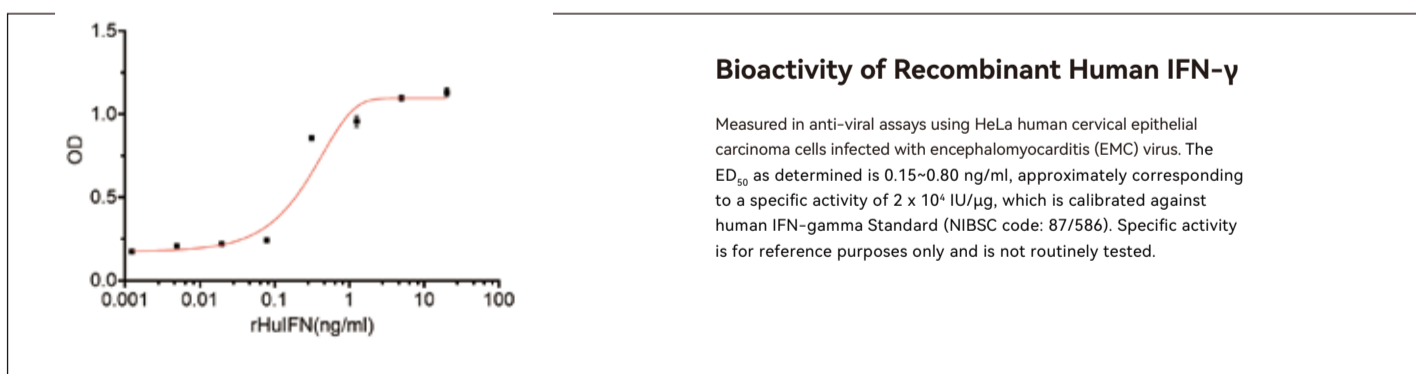 1.5
1.0
OD
0.5
0.0
0.001 0.01 0.1 1 10 100
rHuIFN(ng/ml)
Bioactivity of Recombinant Human IFN-γ
Measured in anti-viral assays using HeLa human cervical epithelial
carcinoma cells infected with encephalomyocarditis (EMC) virus. The
ED₅₀ as determined is 0.15~0.80 ng/ml, approximately corresponding
to a specific activity of 2 x 10⁴ IU/μg, which is calibrated against
human IFN-gamma Standard (NIBSC code: 87/586). Specific activity
is for reference purposes only and is not routinely tested.